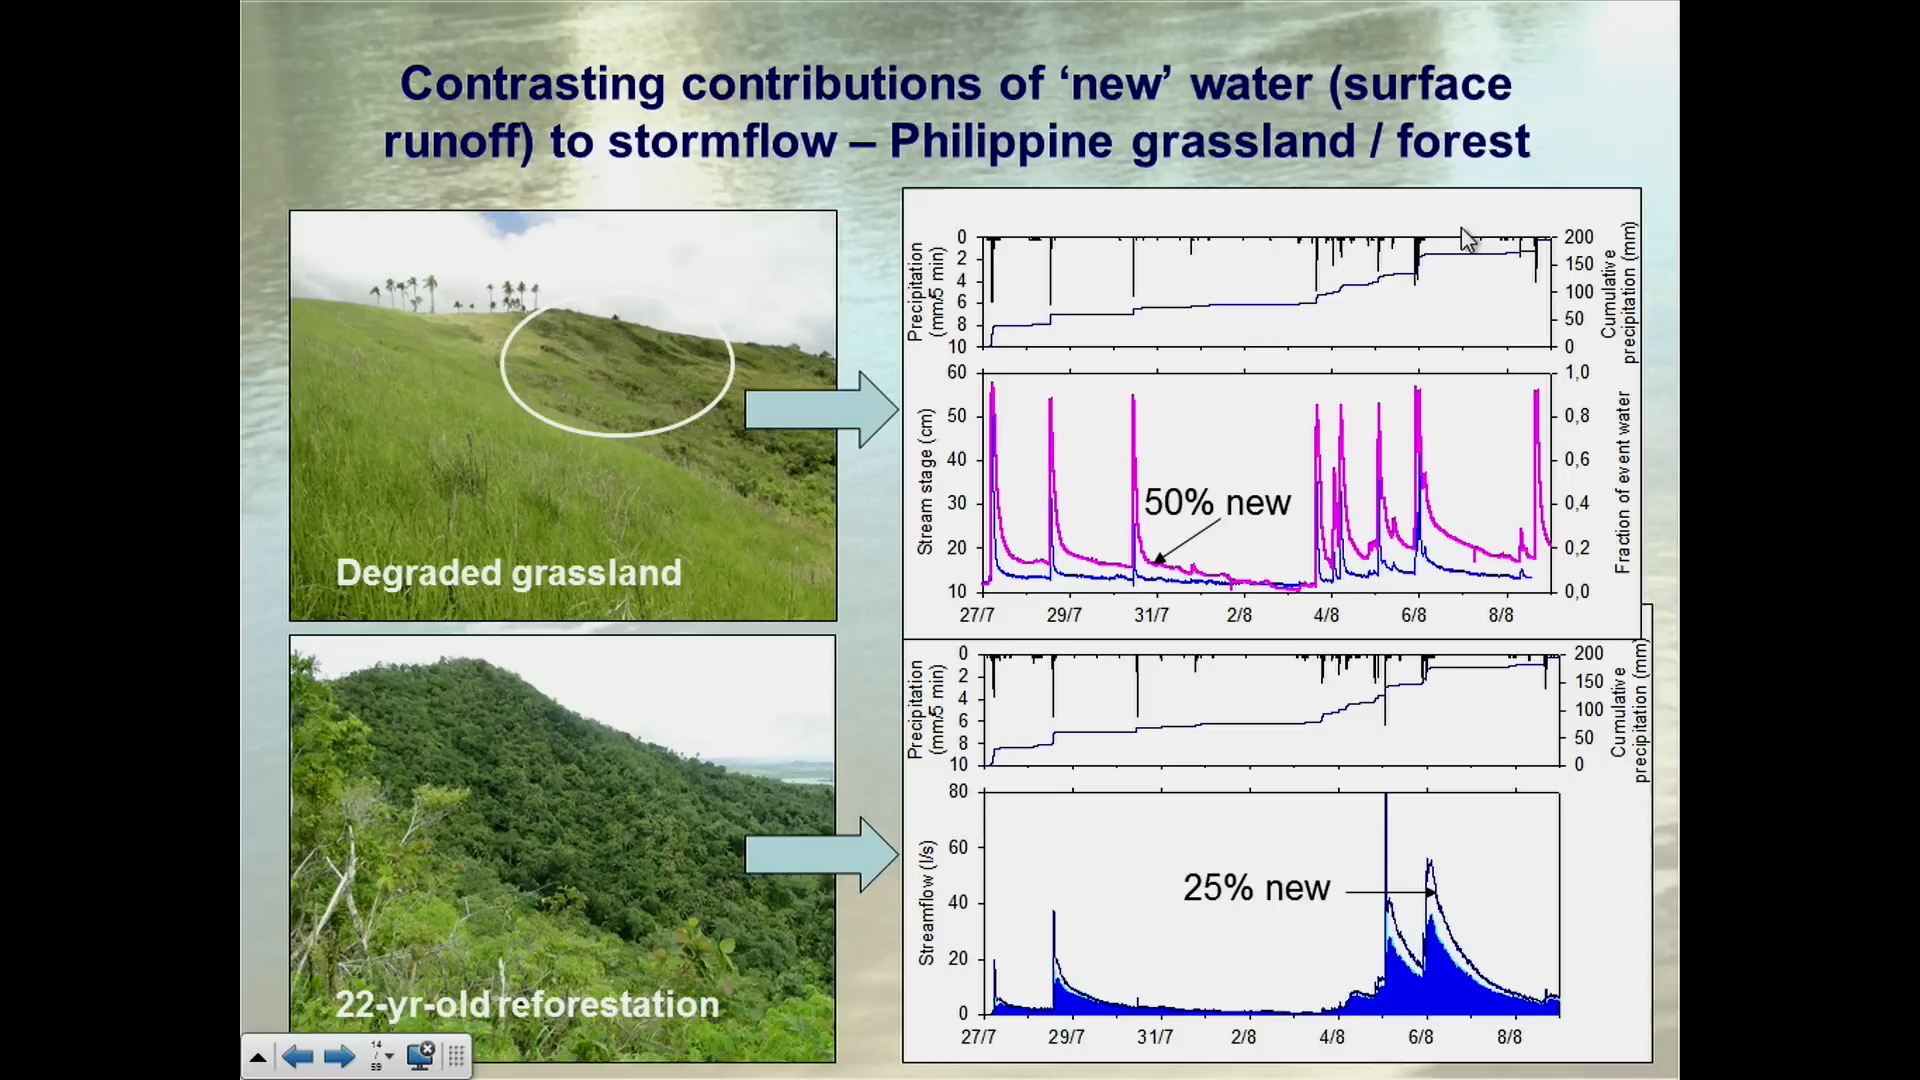 Contrasting contributions of ‘new’ water (surface
runoff) to stormflow – Philippine grassland / forest
Degraded grassland
22-yr-old reforestation
Precipitation
(mm/5 min)
0
2
4
6
8
10
200
150
100
50
0
Cumulative
precipitation (mm)
Stream stage (cm)
60
50
40
30
20
10
50% new
1,0
0,8
0,6
0,4
0,2
0,0
Fraction of event water
27/7 29/7 31/7 2/8 4/8 6/8 8/8
Precipitation
(mm/5 min)
0
2
4
6
8
10
200
150
100
50
0
Cumulative
precipitation (mm)
Streamflow (l/s)
80
60
40
20
0
25% new
27/7 29/7 31/7 2/8 4/8 6/8 8/8
14
/
59